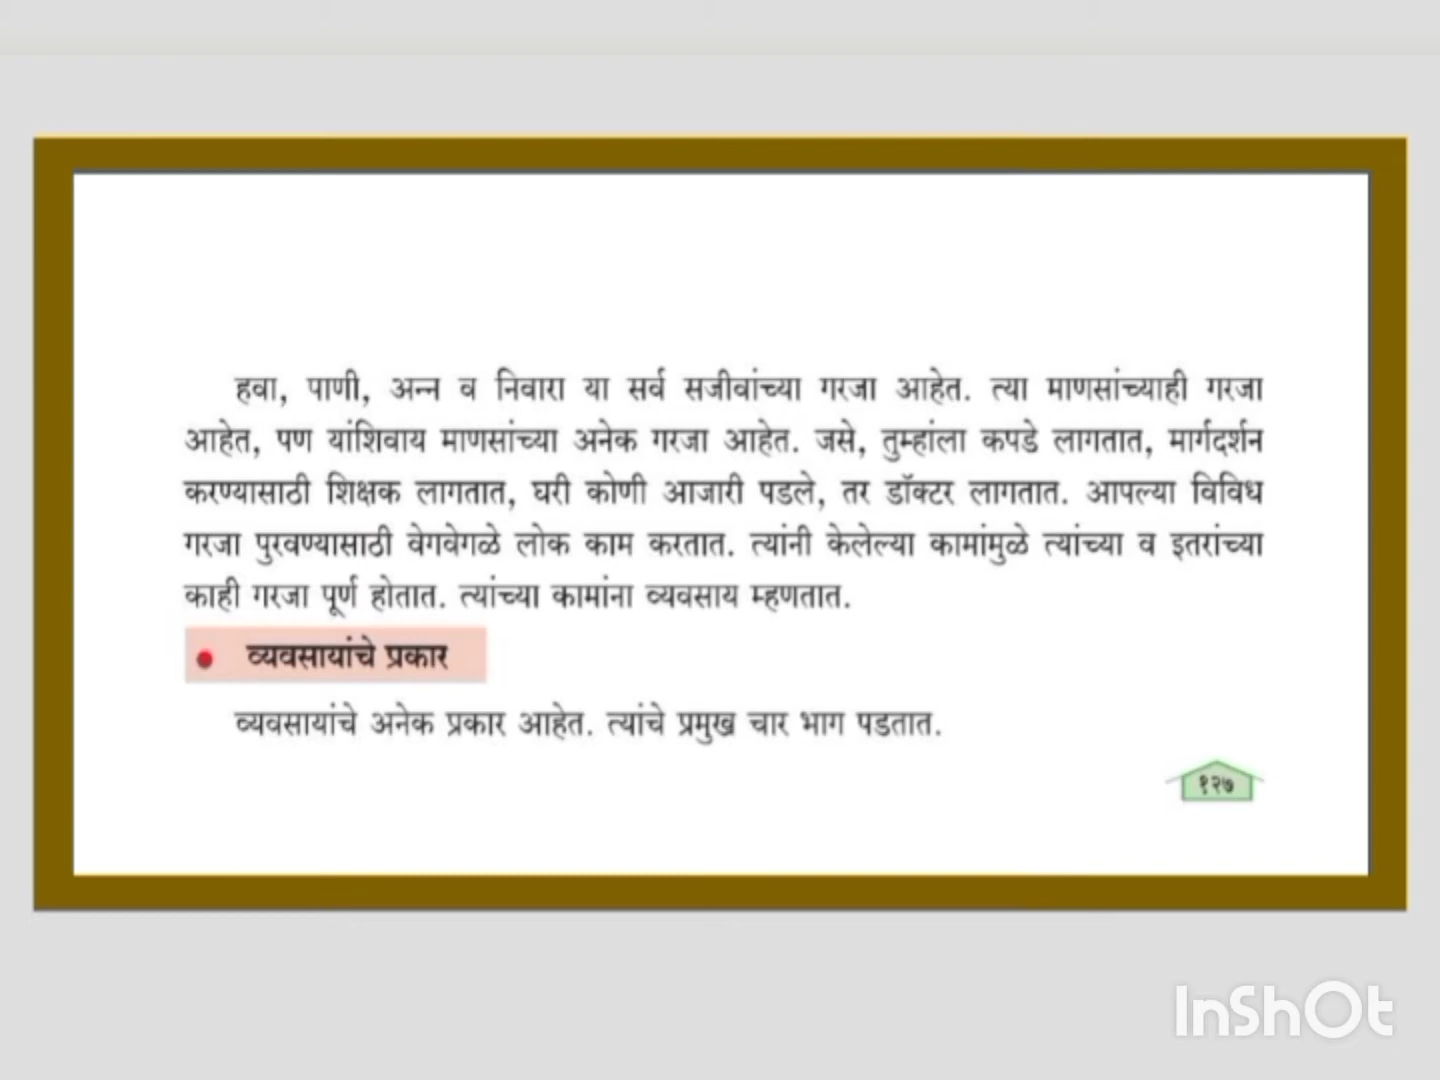 हवा, पाणी, अन्न व निवारा या सर्व सजीवांच्या गरजा आहेत. त्या माणसांच्याही गरजा
आहेत, पण यांशिवाय माणसांच्या अनेक गरजा आहेत. जसे, तुम्हांला कपडे लागतात, मार्गदर्शन
करण्यासाठी शिक्षक लागतात, घरी कोणी आजारी पडले, तर डॉक्टर लागतात. आपल्या विविध
गरजा पुरवण्यासाठी वेगवेगळे लोक काम करतात. त्यांनी केलेल्या कामांमुळे त्यांच्या व इतरांच्या
काही गरजा पूर्ण होतात. त्यांच्या कामांना व्यवसाय म्हणतात.
• व्यवसायांचे प्रकार
व्यवसायांचे अनेक प्रकार आहेत. त्यांचे प्रमुख चार भाग पडतात.
१२७
InShOt